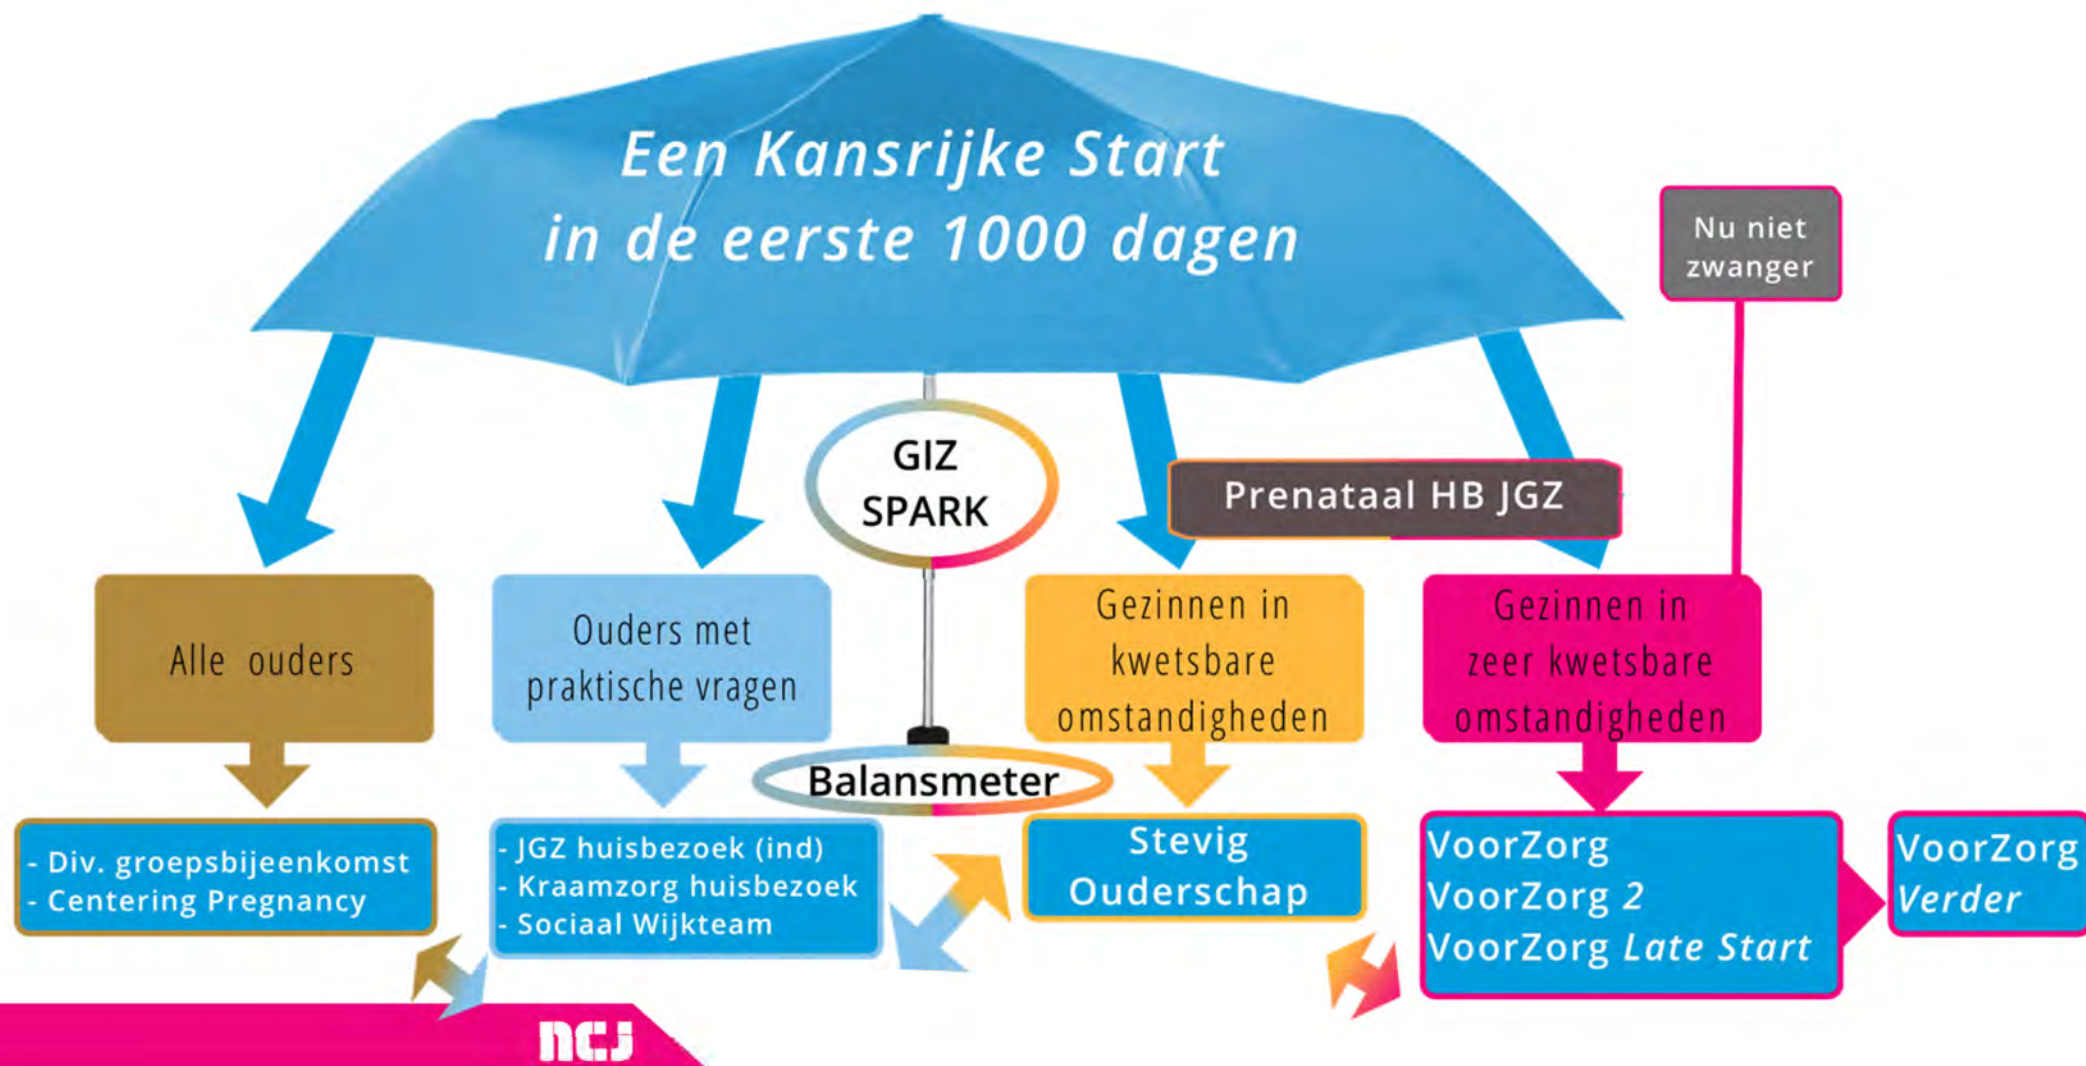 Een Kansrijke Start
in de eerste 1000 dagen
Nu niet
zwanger
GIZ
SPARK
Prenataal HB JGZ
Alle ouders
Ouders met
praktische vragen
Gezinnen in
kwetsbare
omstandigheden
Gezinnen in
zeer kwetsbare
omstandigheden
Balansmeter
- Div. groepsbijeenkomst
- Centering Pregnancy
- JGZ huisbezoek (ind)
- Kraamzorg huisbezoek
- Sociaal Wijkteam
Stevig
Ouderschap
VoorZorg
VoorZorg 2
VoorZorg Late Start
VoorZorg
Verder
ncj